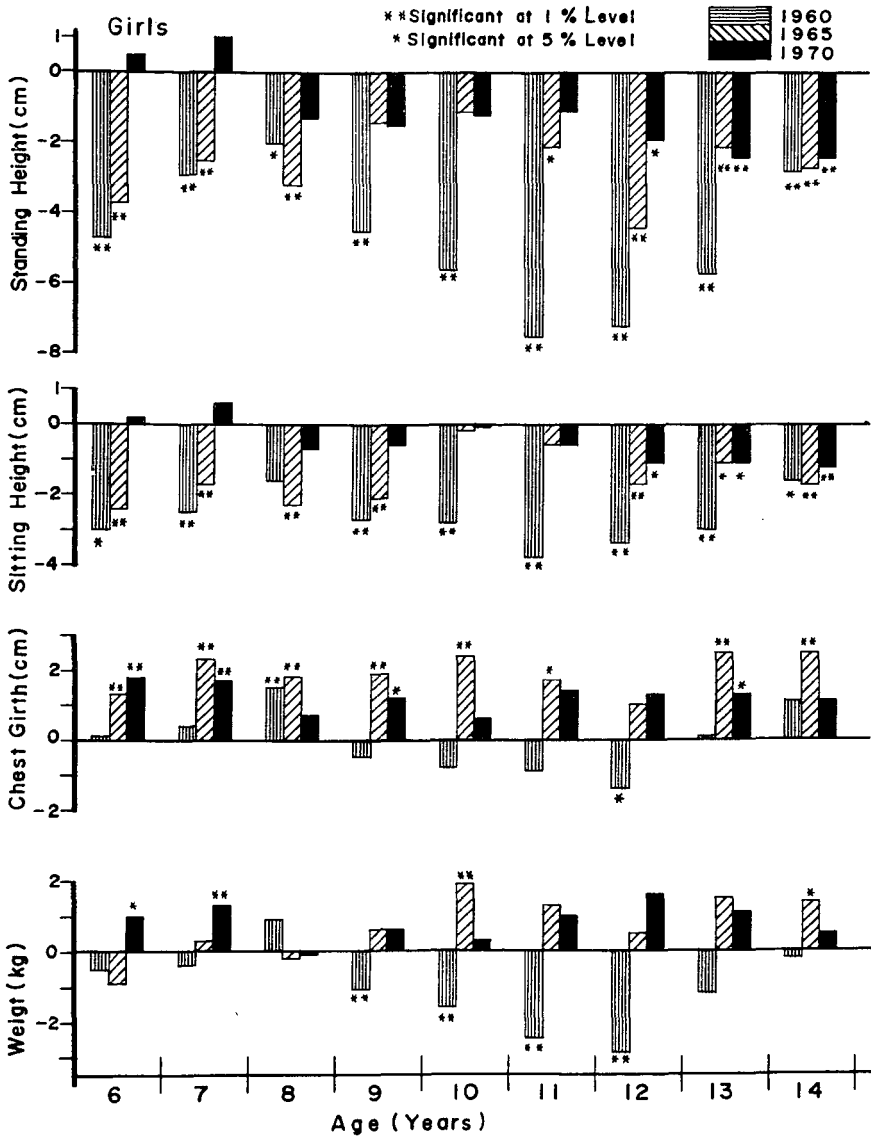 Girls
**Significant at 1 % Level
* Significant at 5 % Level
1960
1965
1970
Standing Height (cm)
1
0
-2
-4
-6
-8
** ** ** ** * ** ** ** ** * ** ** * ** ** ** ** ** **
Sitting Height (cm)
1
0
-2
-4
* ** ** ** ** ** ** ** ** ** ** * ** * * * ** **
Chest Girth (cm)
2
0
-2
** ** ** ** ** ** ** * ** * * ** * **
Weigt (kg)
2
0
-2
* ** ** ** ** ** ** *
6 7 8 9 10 11 12 13 14
Age (Years)